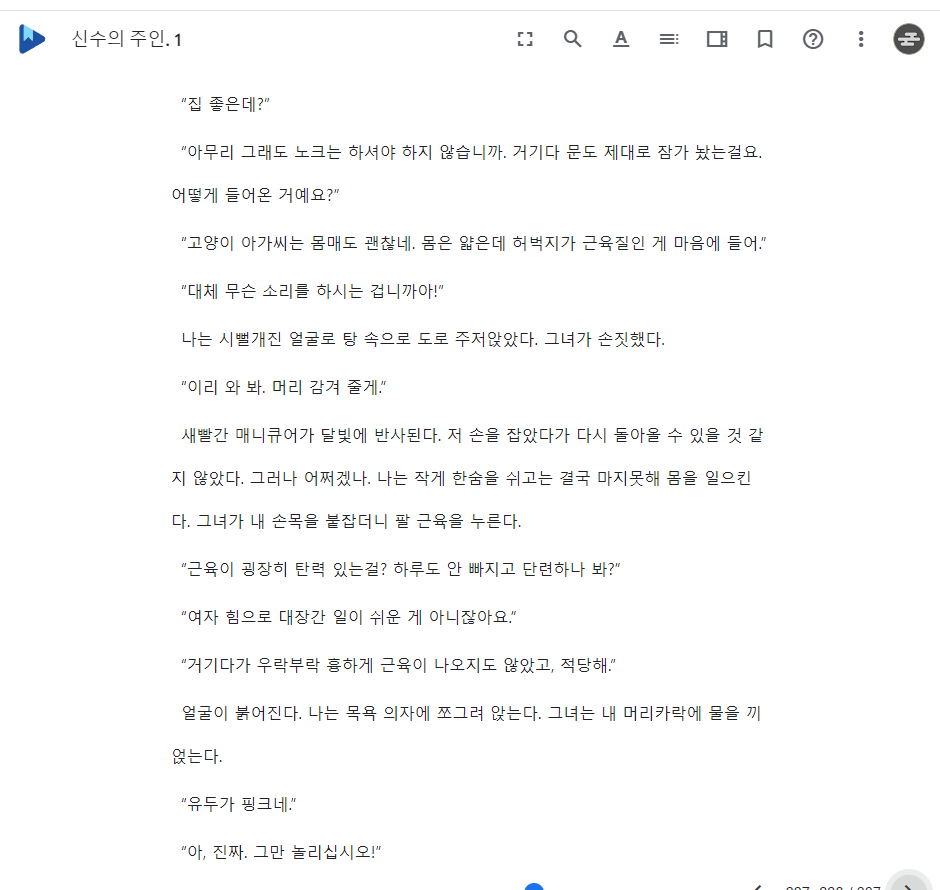 신수의 주인. 1
"집 좋은데?"
"아무리 그래도 노크는 하셔야 하지 않습니까. 거기다 문도 제대로 잠가 놨는걸요.
어떻게 들어온 거예요?"
"고양이 아가씨는 몸매도 괜찮네. 몸은 얇은데 허벅지가 근육질인 게 마음에 들어."
"대체 무슨 소리를 하시는 겁니까아!"
나는 시뻘개진 얼굴로 탕 속으로 도로 주저앉았다. 그녀가 손짓했다.
"이리 와 봐. 머리 감겨 줄게."
새빨간 매니큐어가 달빛에 반사된다. 저 손을 잡았다가 다시 돌아올 수 있을 것 같
지 않았다. 그러나 어쩌겠나. 나는 작게 한숨을 쉬고는 결국 마지못해 몸을 일으킨
다. 그녀가 내 손목을 붙잡더니 팔 근육을 누른다.
"근육이 굉장히 탄력 있는걸? 하루도 안 빠지고 단련하나 봐?"
"여자 힘으로 대장간 일이 쉬운 게 아니잖아요."
"거기다가 우락부락 흉하게 근육이 나오지도 않았고, 적당해."
얼굴이 붉어진다. 나는 목욕 의자에 쪼그려 앉는다. 그녀는 내 머리카락에 물을 끼
얹는다.
"유두가 핑크네."
"아, 진짜. 그만 놀리십시오!"